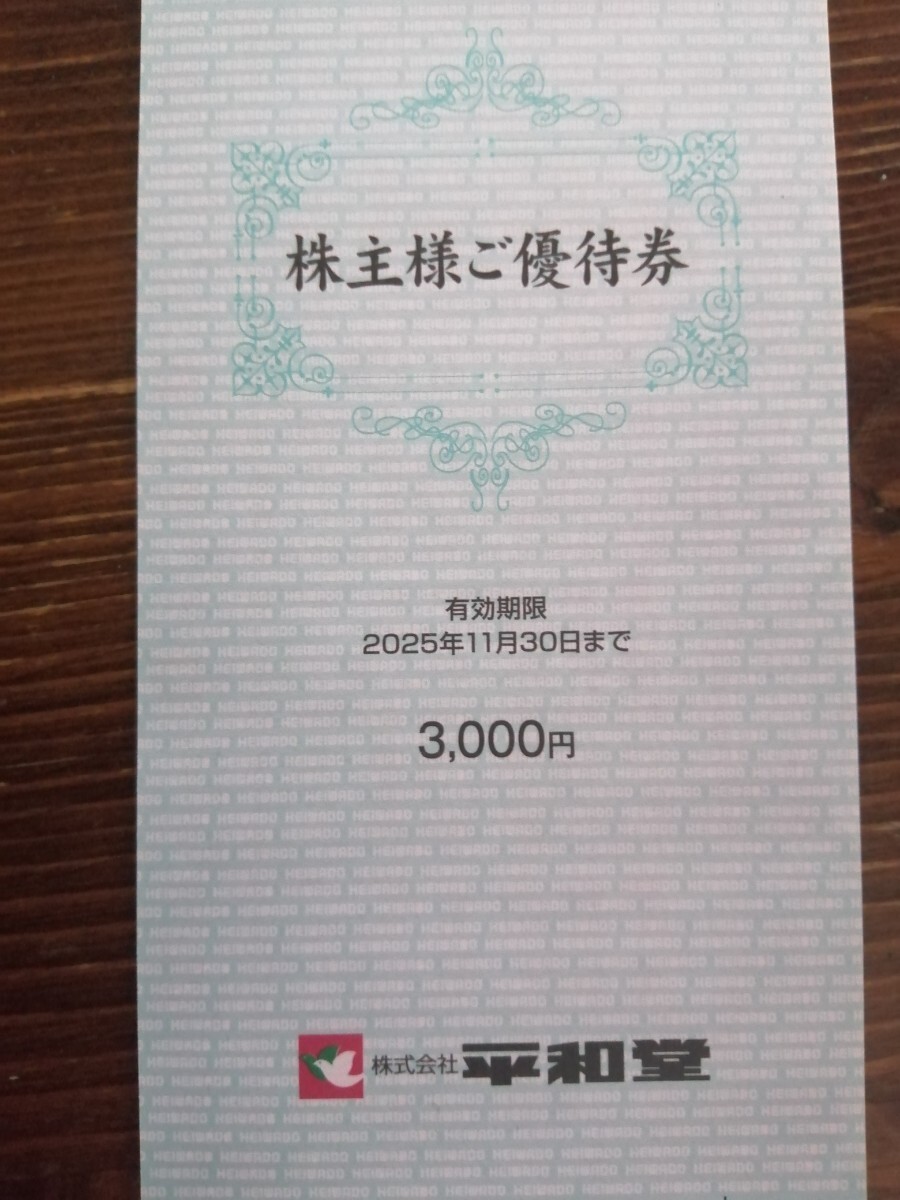 株主様ご優待券
有効期限
2025年11月30日まで
3,000円
株式会社 平和堂